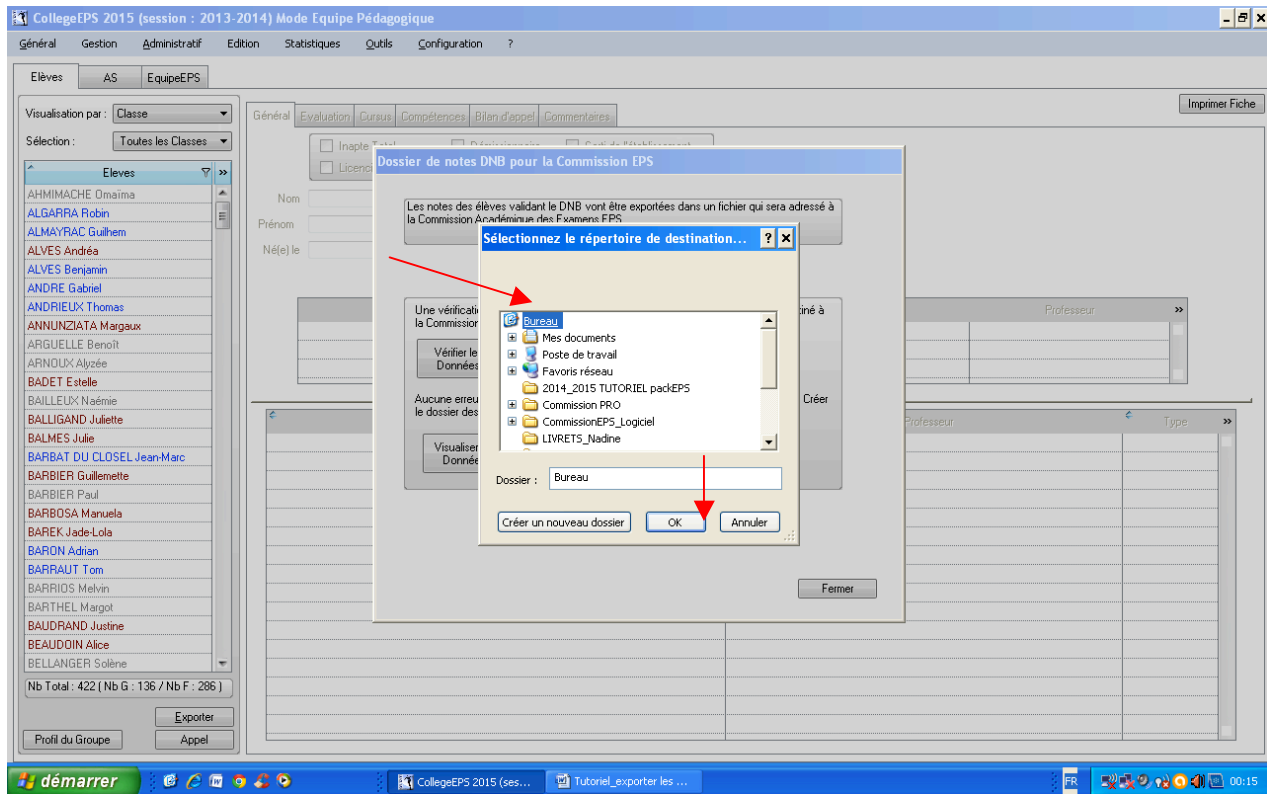 CollegeEPS 2015 (session : 2013-2014) Mode Equipe Pédagogique
Général Gestion Administratif Edition Statistiques Outils Configuration ?
Elèves AS EquipeEPS
Imprimer Fiche
Visualisation par : Classe
Sélection : Toutes les Classes
Eleves
AHMIMACHE Omaïma
ALGARRA Robin
ALMAYRAC Guilhem
ALVES Andréa
ALVES Benjamin
ANDRE Gabriel
ANDRIEUX Thomas
ANNUNZIATA Margaux
ARGUELLE Benoît
ARNOUX Alyzée
BADET Estelle
BAILLEUX Naémie
BALLIGAND Juliette
BALMES Julie
BARBAT DU CLOSEL Jean-Marc
BARBIER Guillemette
BARBIER Paul
BARBOSA Manuela
BAREK Jade-Lola
BARON Adrian
BARRAUT Tom
BARRIOS Melvin
BARTHEL Margot
BAUDRAND Justine
BEAUDOIN Alice
BELLANGER Solène
Nb Total : 422 ( Nb G : 136 / Nb F : 286 )
Exporter
Profil du Groupe Appel
Général Evaluation Cursus Compétences Bilan d'appel Commentaires
Inapte Total
Licenc
Nom
Prénom
Né(e) le
Professeur
Professeur Type
Dossier de notes DNB pour la Commission EPS
Les notes des élèves validant le DNB vont être exportées dans un fichier qui sera adressé à
la Commission Académique des Examens EPS
Une vérificati tiné à
la Commission
Vérifier le
Données
Aucune erreu Créer
le dossier des
Visualiser
Donnée
Fermer
Sélectionnez le répertoire de destination...
Bureau
Mes documents
Poste de travail
Favoris réseau
2014_2015 TUTORIEL packEPS
Commission PRO
CommissionEPS_Logiciel
LIVRETS_Nadine
Dossier : Bureau
Créer un nouveau dossier OK Annuler
démarrer CollegeEPS 2015 (ses... Tutoriel_exporter les ... FR 00:15